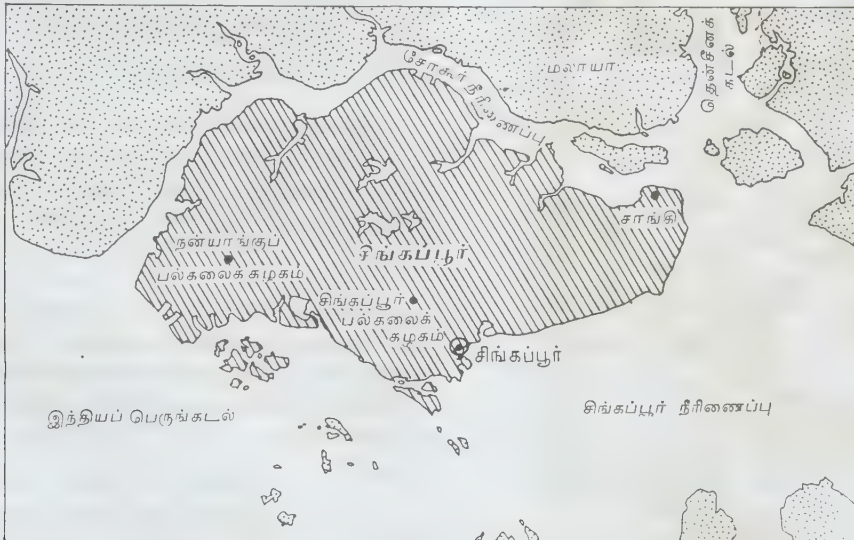 சோகூர் நீரிணைப்பு
மலாயா
தென்சீனக்
கடல்
சாங்கி
நன்யாங்குப்
பல்கலைக் கழகம்
சிங்கப்பூர்
சிங்கப்பூர்
பல்கலைக்
கழகம்
சிங்கப்பூர்
இந்தியப் பெருங்கடல்
சிங்கப்பூர் நீரிணைப்பு